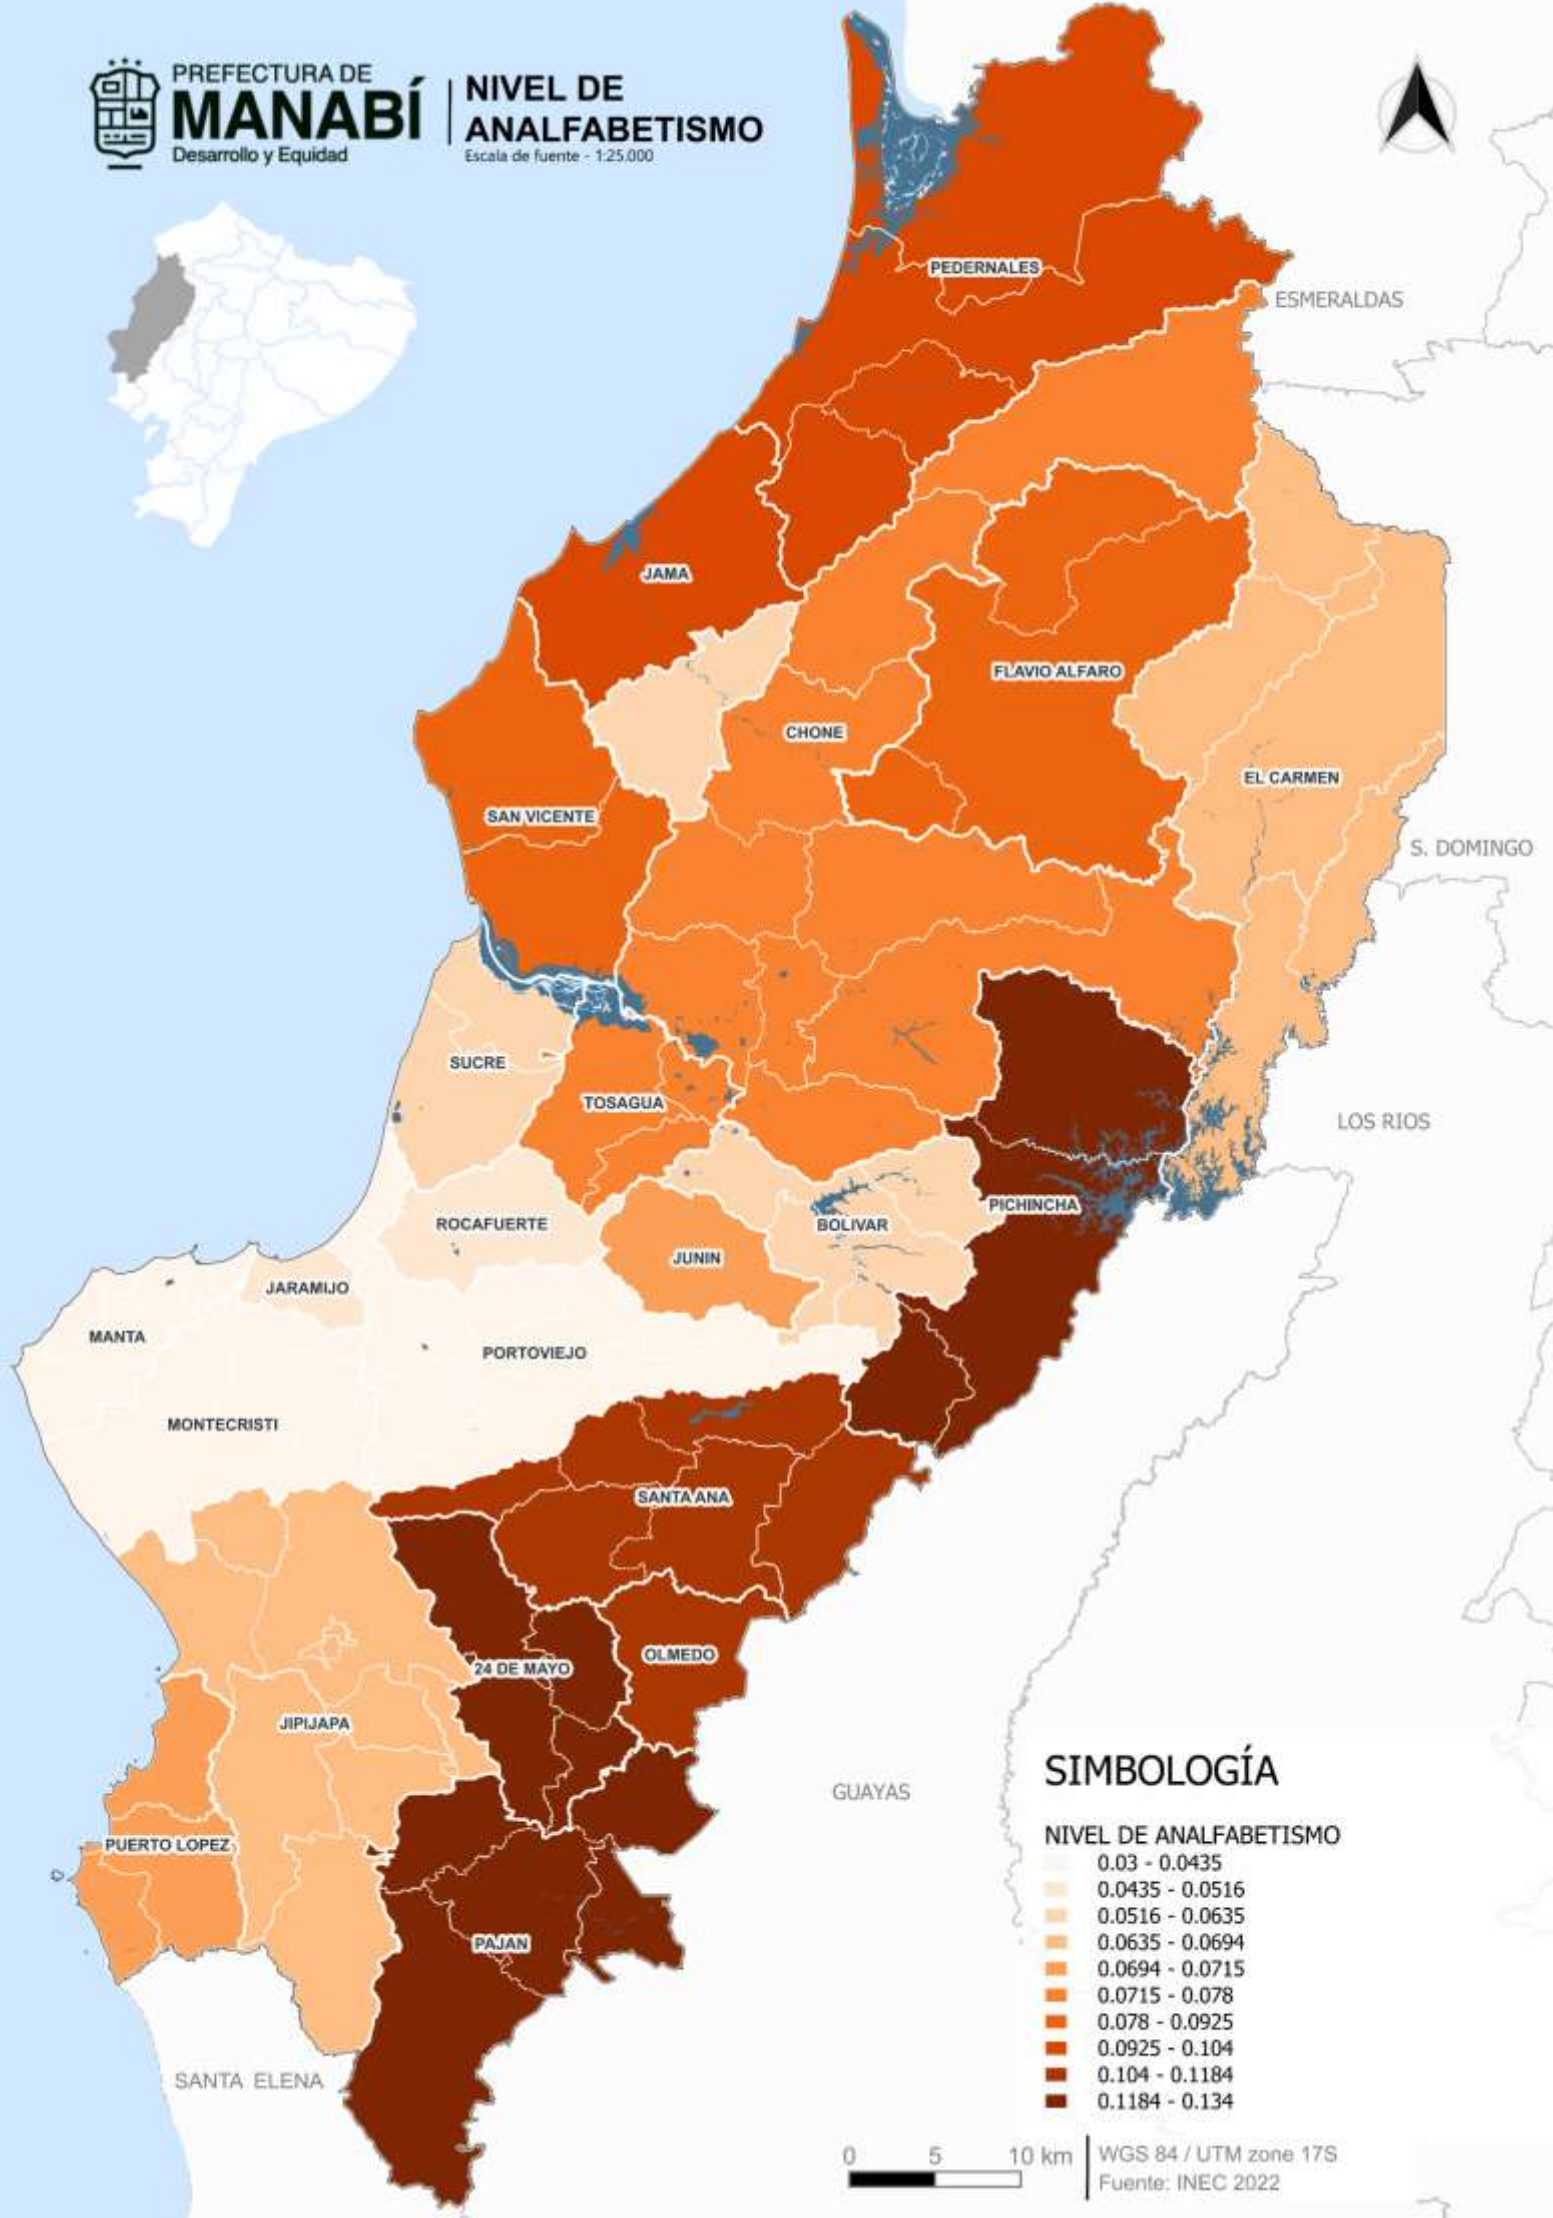 PREFECTURA DE
MANABÍ
Desarrollo y Equidad
NIVEL DE
ANALFABETISMO
Escala de fuente - 1:25.000
PEDERNALES
ESMERALDAS
JAMA
FLAVIO ALFARO
CHONE
EL CARMEN
SAN VICENTE
S. DOMINGO
SUCRE
TOSAGUA
LOS RIOS
PICHINCHA
ROCAFUERTE
BOLIVAR
JUNIN
JARAMIJO
MANTA
PORTOVIEJO
MONTECRISTI
SANTA ANA
OLMEDO
24 DE MAYO
JIPIJAPA
GUAYAS
PUERTO LOPEZ
PAJAN
SANTA ELENA
SIMBOLOGÍA
NIVEL DE ANALFABETISMO
0.03 - 0.0435
0.0435 - 0.0516
0.0516 - 0.0635
0.0635 - 0.0694
0.0694 - 0.0715
0.0715 - 0.078
0.078 - 0.0925
0.0925 - 0.104
0.104 - 0.1184
0.1184 - 0.134
0 5 10 km
WGS 84 / UTM zone 17S
Fuente: INEC 2022